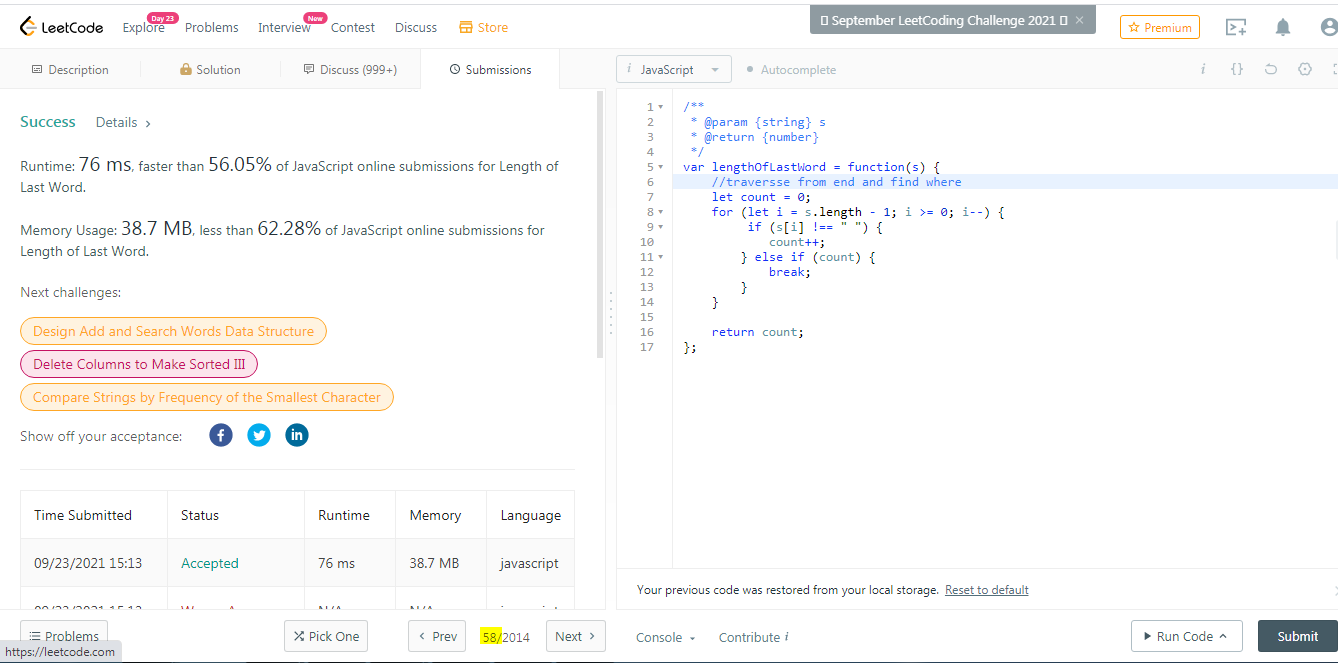 LeetCode
Explore
Day 23
Problems
Interview
New
Contest
Discuss
Store
September LeetCoding Challenge 2021
Premium
Description
Solution
Discuss (999+)
Submissions
i JavaScript
Autocomplete
i
{}
Success Details >
Runtime: 76 ms, faster than 56.05% of JavaScript online submissions for Length of
Last Word.
Memory Usage: 38.7 MB, less than 62.28% of JavaScript online submissions for
Length of Last Word.
Next challenges:
Design Add and Search Words Data Structure
Delete Columns to Make Sorted III
Compare Strings by Frequency of the Smallest Character
Show off your acceptance:
Time Submitted Status Runtime Memory Language
09/23/2021 15:13 Accepted 76 ms 38.7 MB javascript
1 /**
2 * @param {string} s
3 * @return {number}
4 */
5 var lengthOfLastWord = function(s) {
6 //traversse from end and find where
7 let count = 0;
8 for (let i = s.length - 1; i >= 0; i--) {
9 if (s[i] !== " ") {
10 count++;
11 } else if (count) {
12 break;
13 }
14 }
15
16 return count;
17 };
Your previous code was restored from your local storage. Reset to default
Problems
Pick One
< Prev
58/2014
Next >
Console
Contribute i
Run Code
Submit
https://leetcode.com